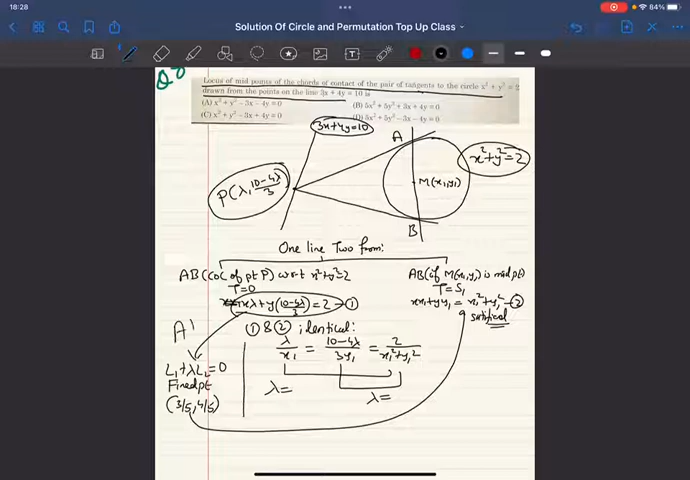 18:28
84%
Solution Of Circle and Permutation Top Up Class
Locus of mid points of the chords of contact of the pair of tangents to the circle x² + y² = 2
drawn from the points on the line 3x + 4y = 10 is
(A) x² + y² − 3x − 4y = 0 (B) 5x² + 5y² + 3x + 4y = 0
(C) x² + y² − 3x + 4y = 0 (D) 5x² + 5y² − 3x − 4y = 0
3x+4y=10
A
x²+y²=2
P(λ, (10-4λ)/3)
M(x₁,y₁)
B
One line Two from:
AB(COC of pt P) w·r·t x²+y²=2
T=0
xλ+y(10-4λ/3)=2 –①
AB(if M(x₁,y₁) is mid pt)
T=S₁
xx₁+yy₁ = x₁²+y₁² –②
satisfied
① & ② identical:
A'
λ/x₁ = 10-4λ/3y₁ = 2/x₁²+y₁²
L₁+λL₂=0
Fixed pt
(3/5, 4/5)
λ=
λ=